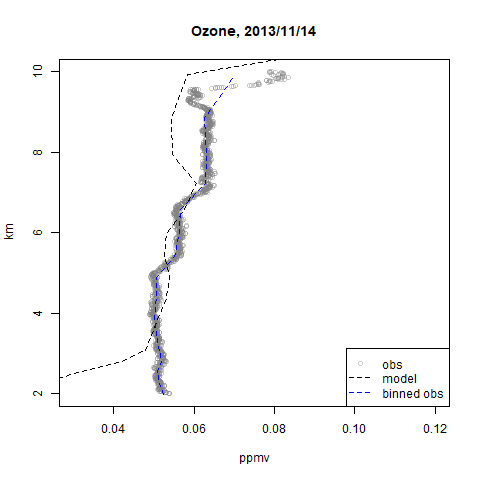 Ozone, 2013/11/14
10
8
6
4
2
km
0.04 0.06 0.08 0.10 0.12
ppmv
obs
model
binned obs